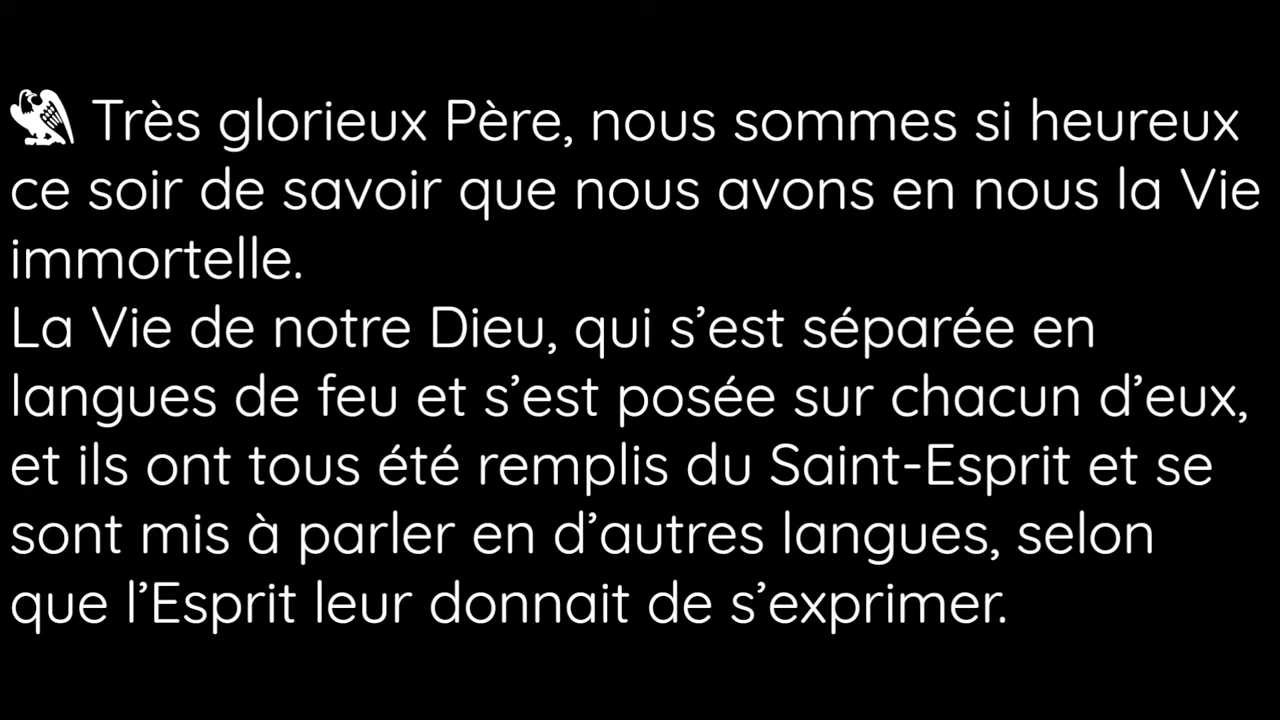 Très glorieux Père, nous sommes si heureux
ce soir de savoir que nous avons en nous la Vie
immortelle.
La Vie de notre Dieu, qui s’est séparée en
langues de feu et s’est posée sur chacun d’eux,
et ils ont tous été remplis du Saint-Esprit et se
sont mis à parler en d’autres langues, selon
que l’Esprit leur donnait de s’exprimer.